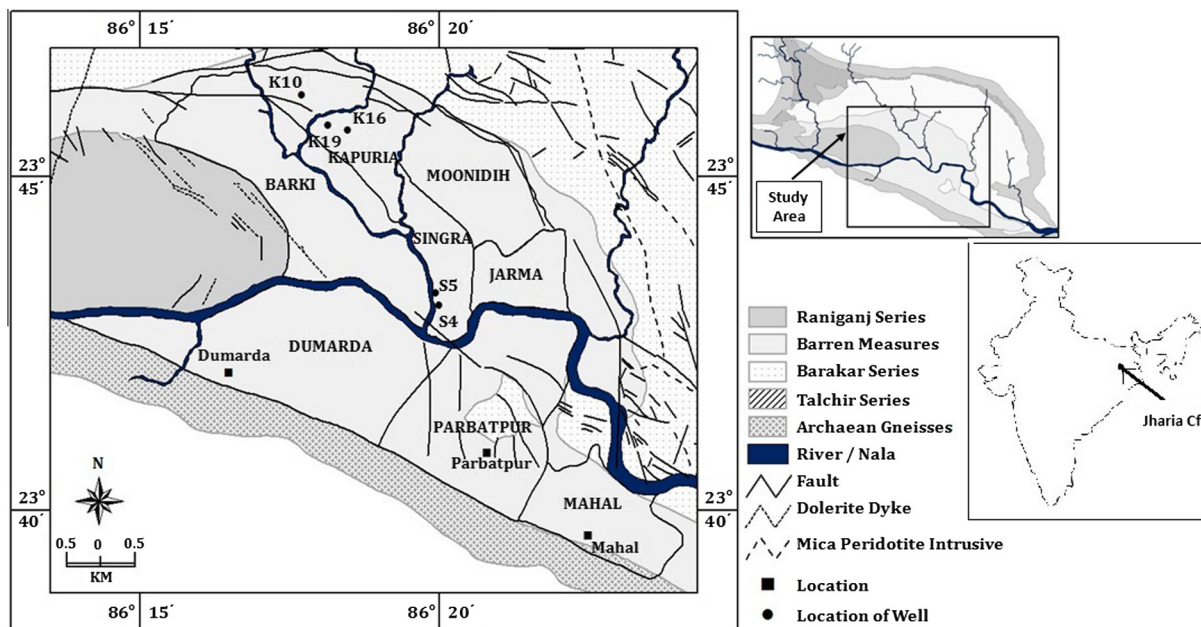 86° 15´
86° 20´
K10
K16
K19
KAPURIA
MOONIDIH
BARKI
23°
45´
23°
45´
SINGRA
JARMA
S5
S4
DUMARDA
Dumarda
PARBATPUR
Parbatpur
MAHAL
Mahal
23°
40´
23°
40´
N
0.5 0 0.5
KM
86° 15´
86° 20´
Study
Area
Raniganj Series
Barren Measures
Barakar Series
Talchir Series
Archaean Gneisses
River / Nala
Fault
Dolerite Dyke
Mica Peridotite Intrusive
Location
Location of Well
Jharia Cf